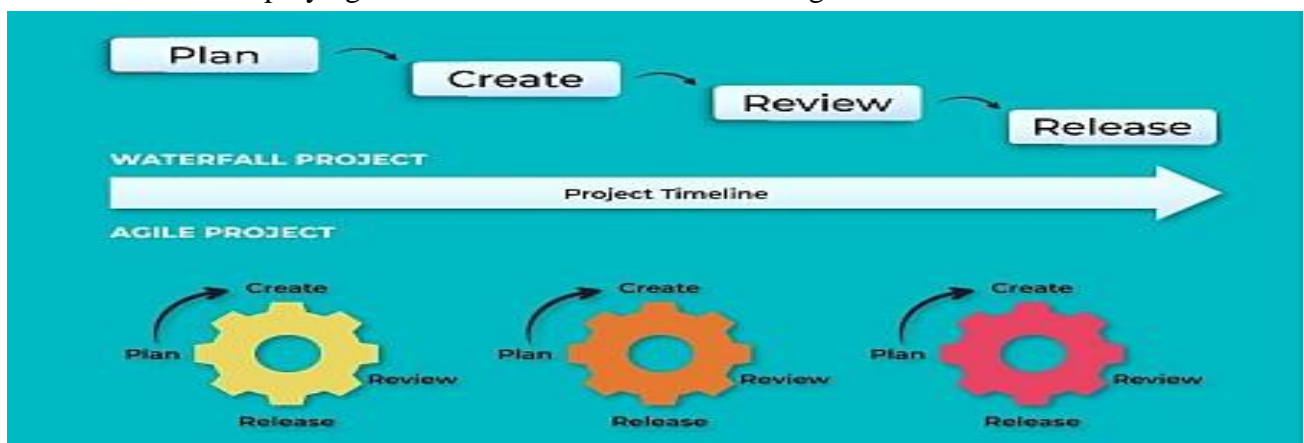 Plan
Create
Review
Release
WATERFALL PROJECT
Project Timeline
AGILE PROJECT
Create
Plan
Review
Release
Create
Plan
Review
Release
Create
Plan
Review
Release